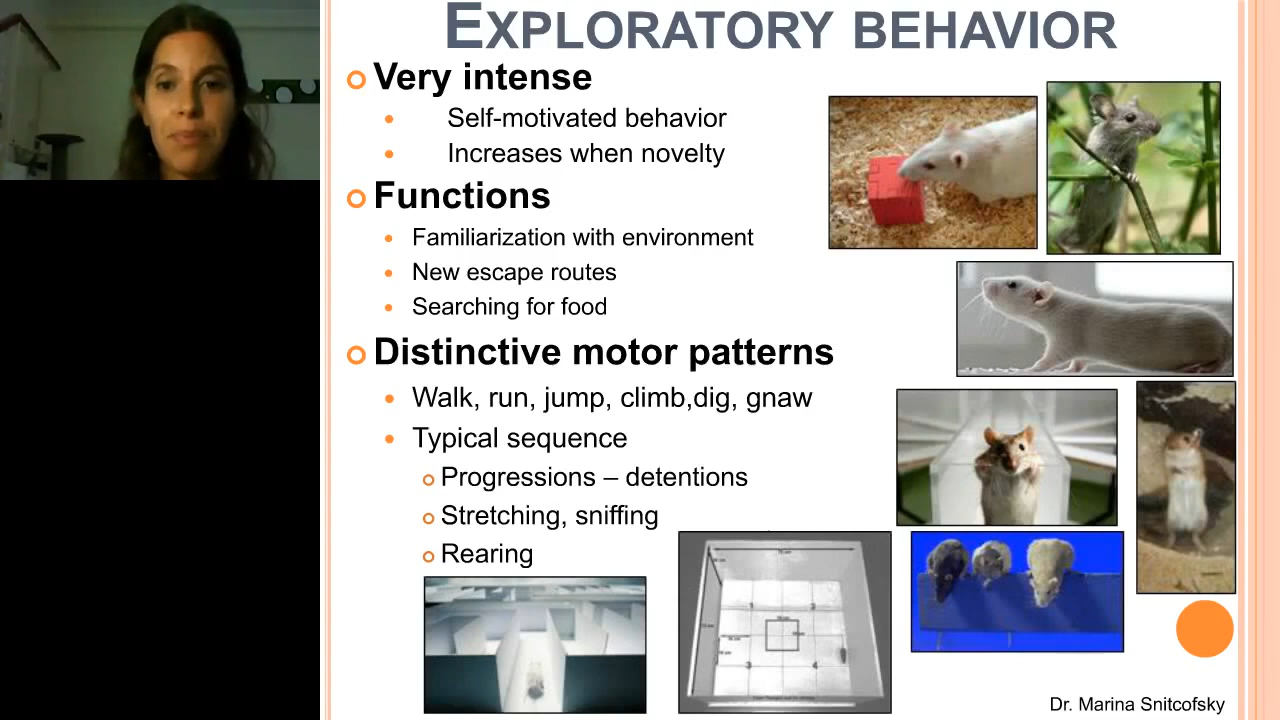 EXPLORATORY BEHAVIOR
Very intense
Self-motivated behavior
Increases when novelty
Functions
Familiarization with environment
New escape routes
Searching for food
Distinctive motor patterns
Walk, run, jump, climb,dig, gnaw
Typical sequence
Progressions – detentions
Stretching, sniffing
Rearing
Dr. Marina Snitcofsky